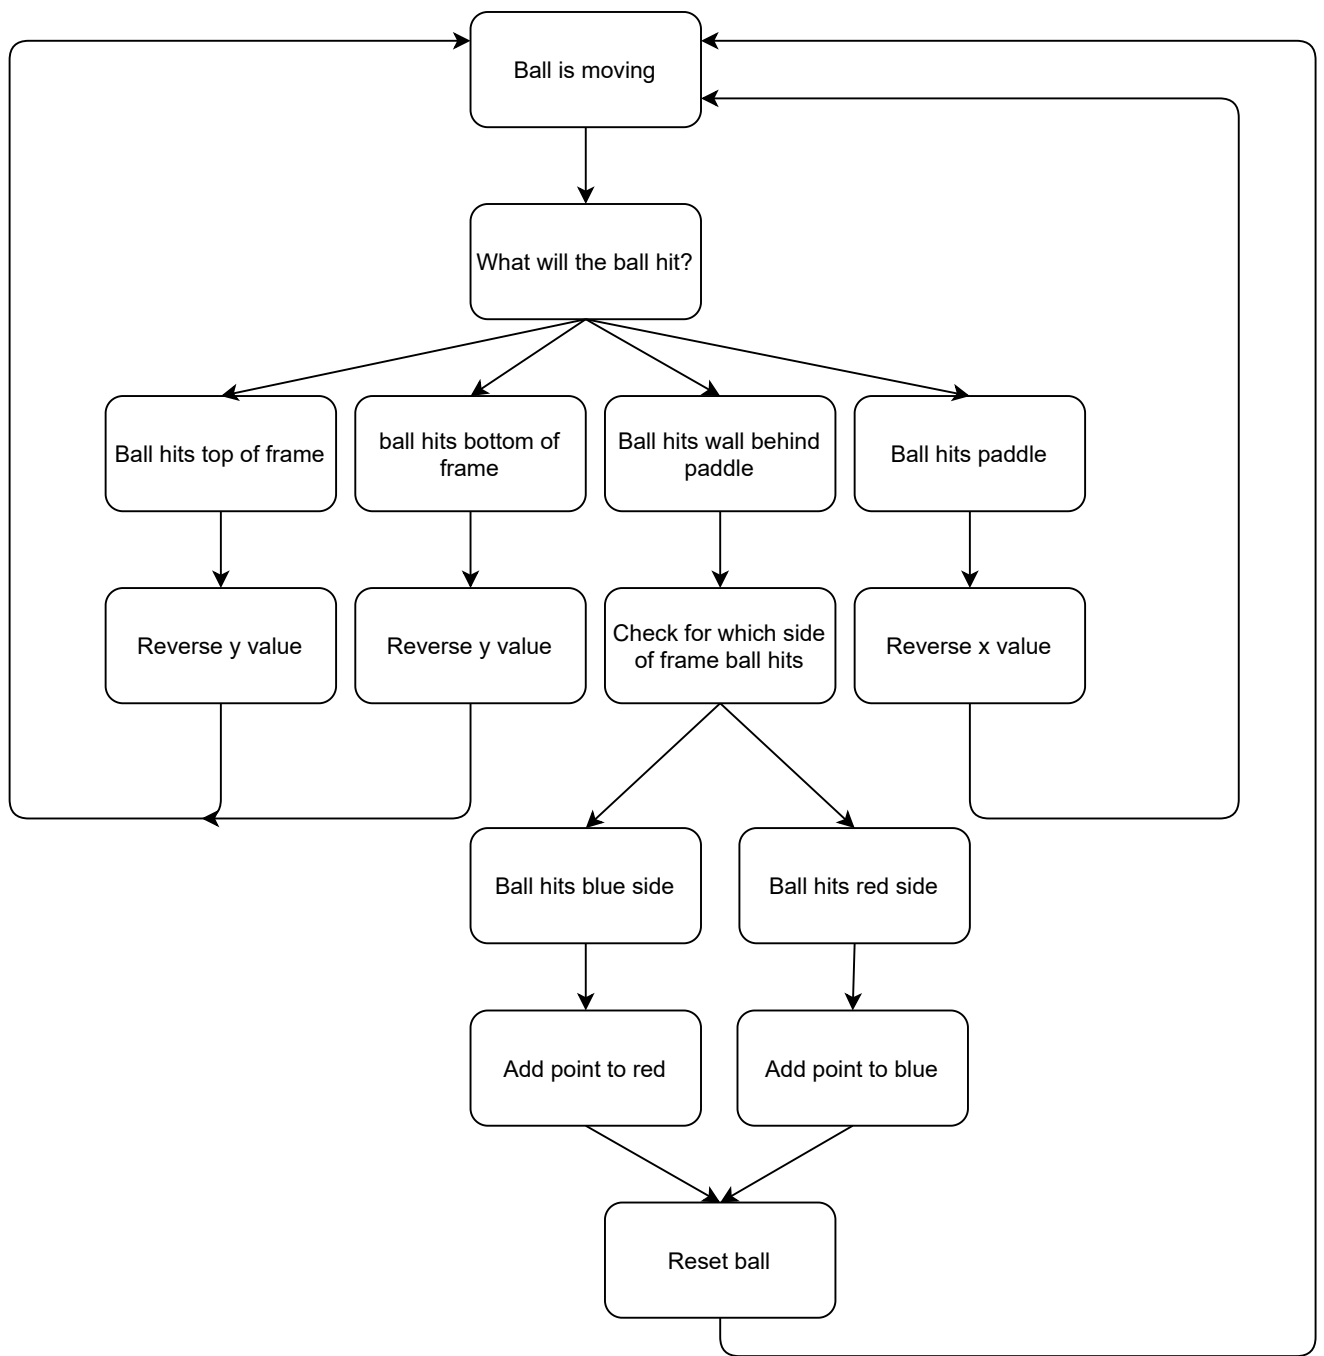 Ball is moving
What will the ball hit?
Ball hits top of frame
ball hits bottom of
frame
Ball hits wall behind
paddle
Ball hits paddle
Reverse y value
Reverse y value
Check for which side
of frame ball hits
Reverse x value
Ball hits blue side
Ball hits red side
Add point to red
Add point to blue
Reset ball